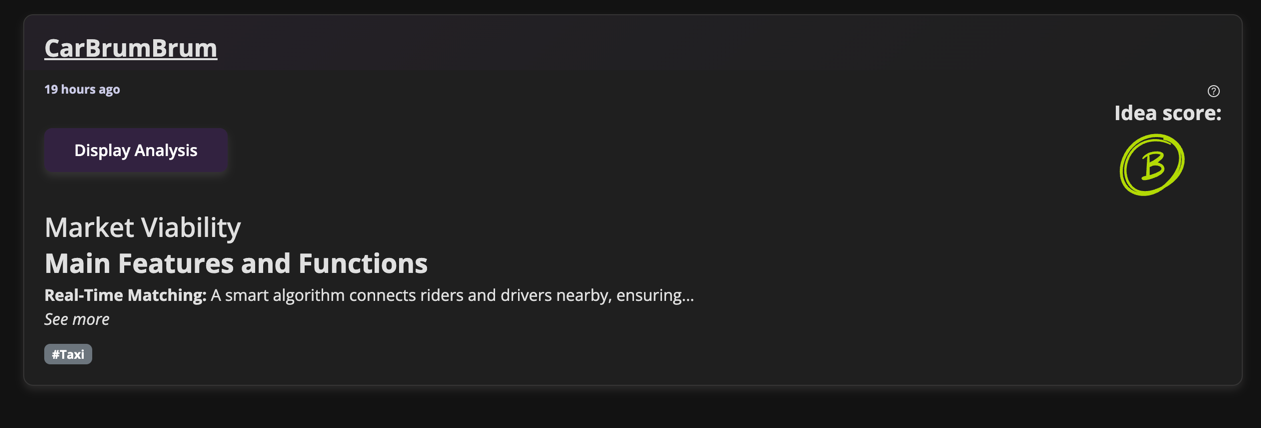 CarBrumBrum
19 hours ago
Idea score:
B
Display Analysis
Market Viability
Main Features and Functions
Real-Time Matching: A smart algorithm connects riders and drivers nearby, ensuring...
See more
#Taxi